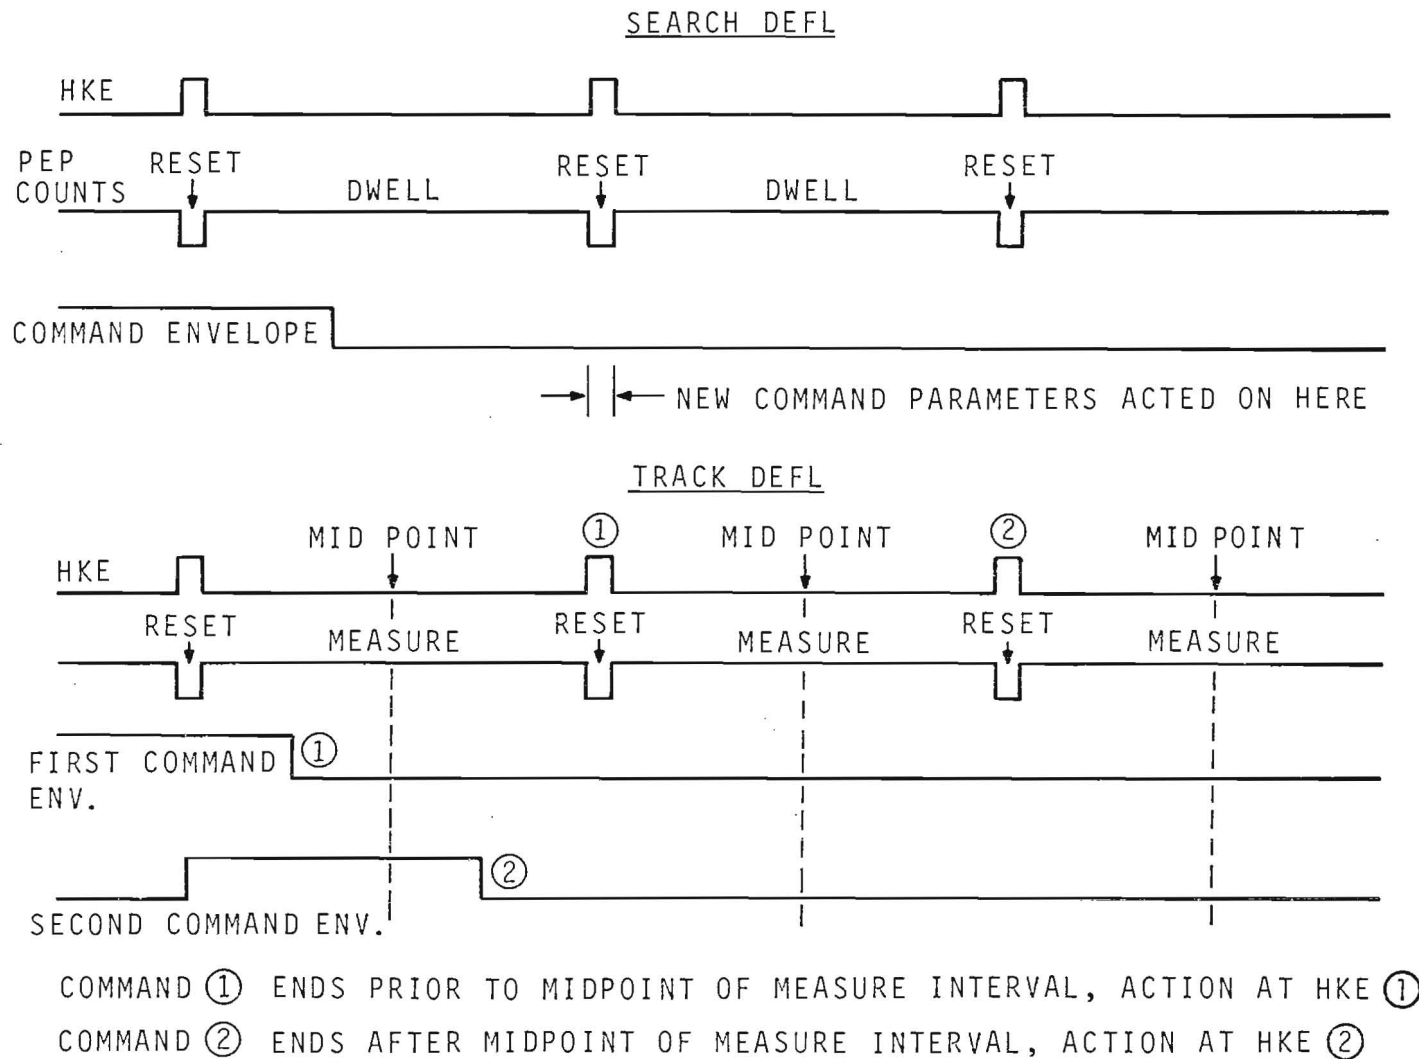 SEARCH DEFL
HKE
PEP COUNTS
RESET RESET RESET
DWELL DWELL
COMMAND ENVELOPE
NEW COMMAND PARAMETERS ACTED ON HERE
TRACK DEFL
MID POINT ① MID POINT ② MID POINT
HKE
RESET RESET RESET
MEASURE MEASURE MEASURE
FIRST COMMAND ①
ENV.
②
SECOND COMMAND ENV.
COMMAND ① ENDS PRIOR TO MIDPOINT OF MEASURE INTERVAL, ACTION AT HKE ①
COMMAND ② ENDS AFTER MIDPOINT OF MEASURE INTERVAL, ACTION AT HKE ②